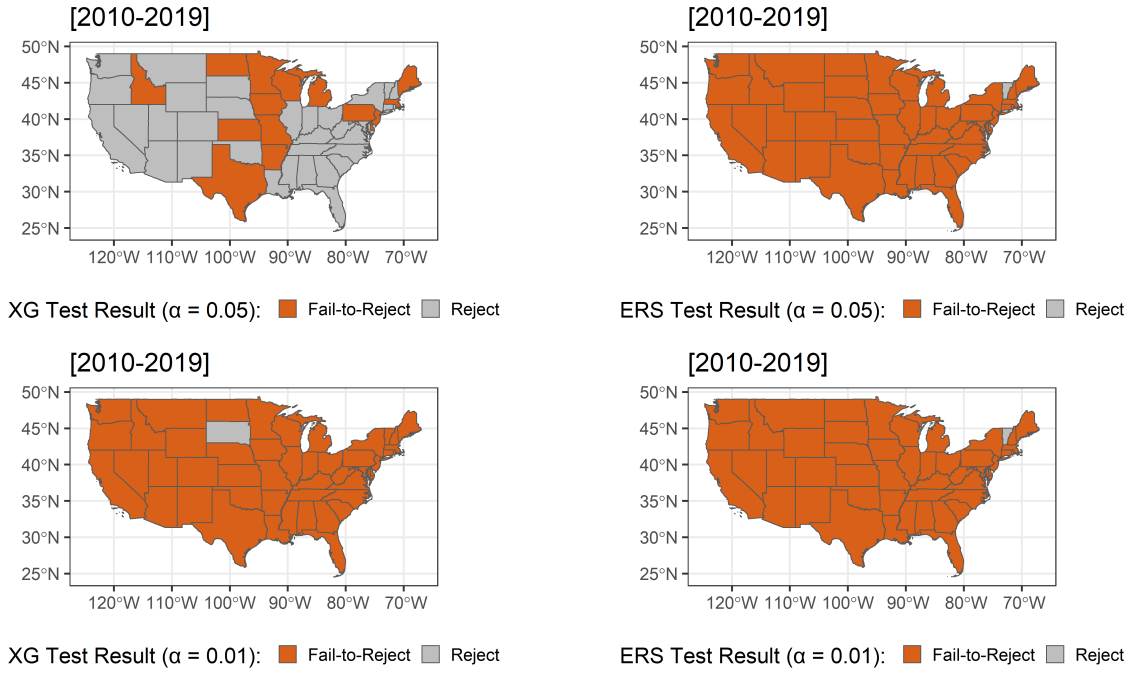 [2010-2019]
50°N
45°N
40°N
35°N
30°N
25°N
120°W 110°W 100°W 90°W 80°W 70°W
XG Test Result (α = 0.05): Fail-to-Reject Reject
[2010-2019]
50°N
45°N
40°N
35°N
30°N
25°N
120°W 110°W 100°W 90°W 80°W 70°W
ERS Test Result (α = 0.05): Fail-to-Reject Reject
[2010-2019]
50°N
45°N
40°N
35°N
30°N
25°N
120°W 110°W 100°W 90°W 80°W 70°W
XG Test Result (α = 0.01): Fail-to-Reject Reject
[2010-2019]
50°N
45°N
40°N
35°N
30°N
25°N
120°W 110°W 100°W 90°W 80°W 70°W
ERS Test Result (α = 0.01): Fail-to-Reject Reject